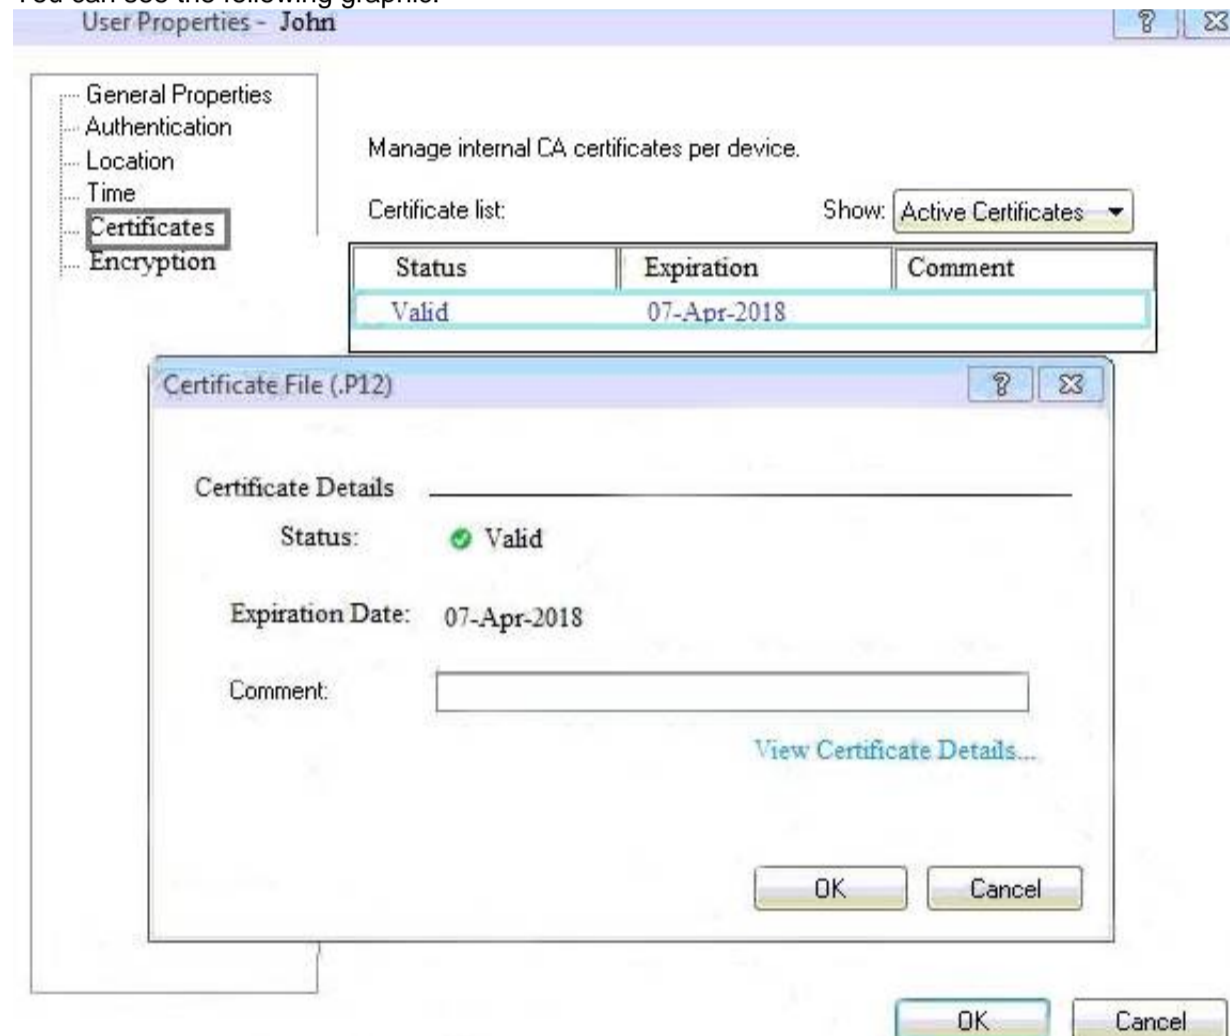 You can see the following graphic:
User Properties - John
General Properties
Authentication
Location
Time
Certificates
Encryption
Manage internal CA certificates per device.
Certificate list:
Show: Active Certificates
Status Expiration Comment
Valid 07-Apr-2018
Certificate File (.P12)
Certificate Details
Status: Valid
Expiration Date: 07-Apr-2018
Comment:
View Certificate Details...
OK Cancel
OK Cancel